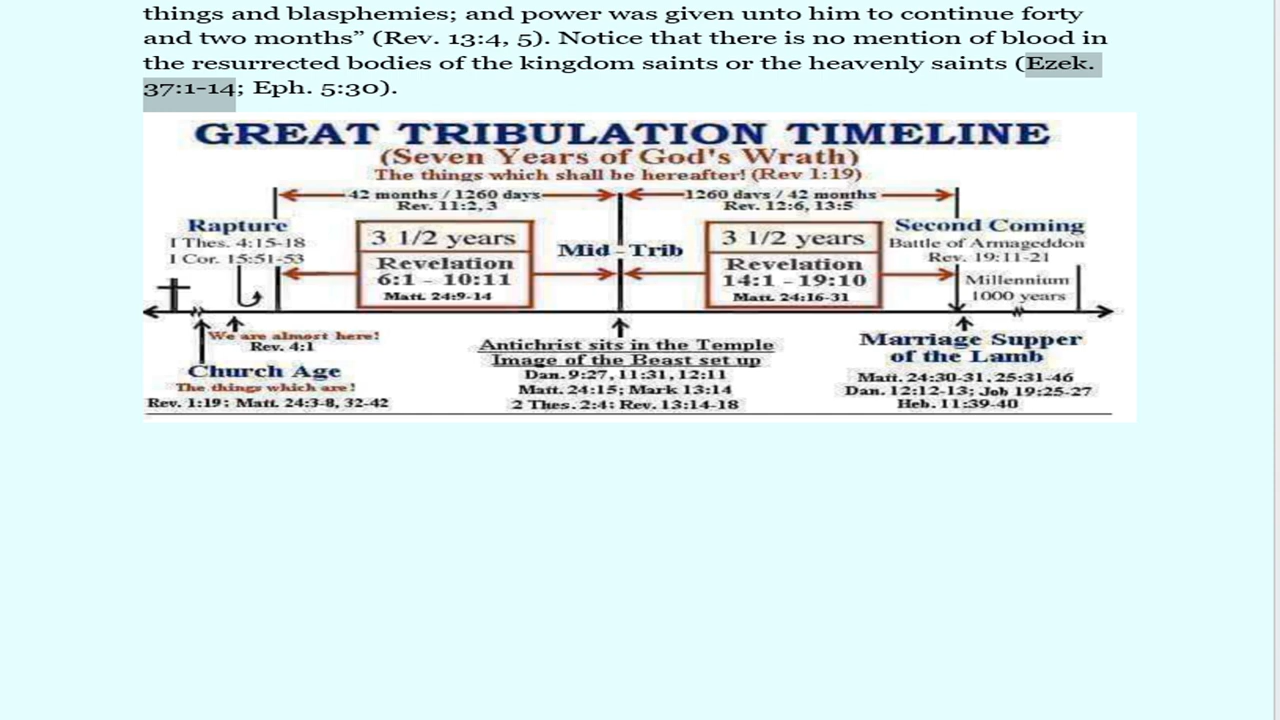 things and blasphemies; and power was given unto him to continue forty
and two months” (Rev. 13:4, 5). Notice that there is no mention of blood in
the resurrected bodies of the kingdom saints or the heavenly saints (Ezek.
37:1-14; Eph. 5:30).
GREAT TRIBULATION TIMELINE
(Seven Years of God's Wrath)
The things which shall be hereafter! (Rev 1:19)
42 months / 1260 days
Rev. 11:2, 3
1260 days / 42 months
Rev. 12:6, 13:5
Rapture
1 Thes. 4:15-18
1 Cor. 15:51-53
3 1/2 years
Revelation
6:1 - 10:11
Matt. 24:9-14
Mid - Trib
3 1/2 years
Revelation
14:1 - 19:10
Matt. 24:16-31
Second Coming
Battle of Armageddon
Rev. 19:11-21
Millennium
1000 years
We are almost here!
Rev. 4:1
Church Age
The things which are!
Rev. 1:19; Matt. 24:3-8, 32-42
Antichrist sits in the Temple
Image of the Beast set up
Dan. 9:27, 11:31, 12:11
Matt. 24:15; Mark 13:14
2 Thes. 2:4; Rev. 13:14-18
Marriage Supper
of the Lamb
Matt. 24:30-31, 25:31-46
Dan. 12:12-13; Job 19:25-27
Heb. 11:39-40